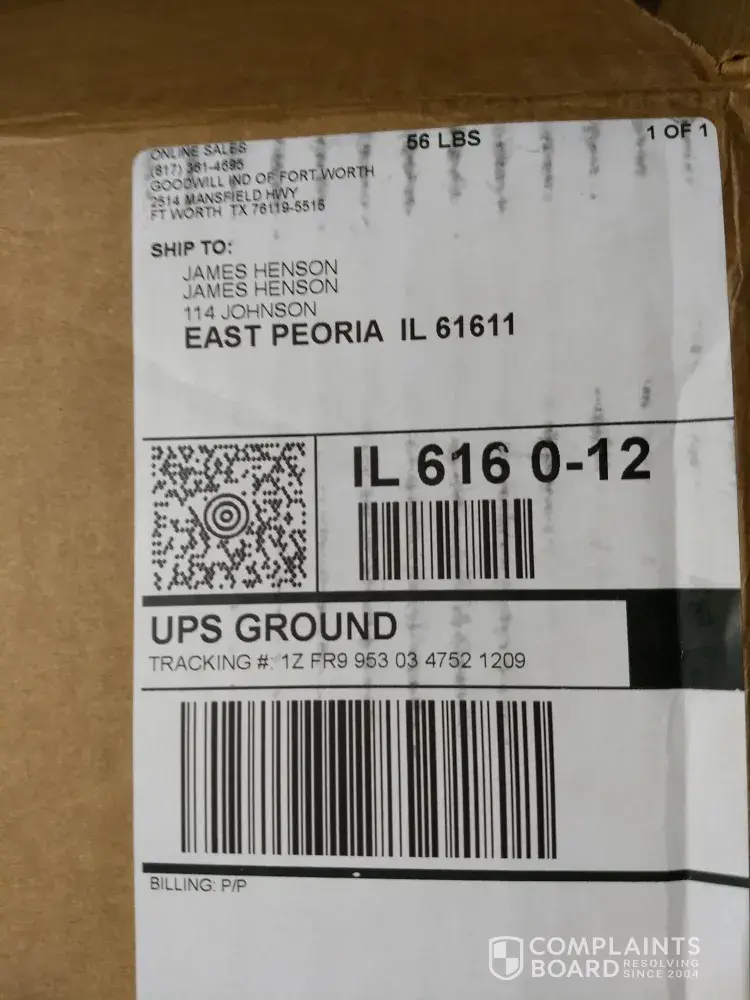 ONLINE SALES
(817) 361-4695
GOODWILL IND OF FORT WORTH
2514 MANSFIELD HWY
FT WORTH TX 76119-5516
56 LBS
1 OF 1
SHIP TO:
JAMES HENSON
JAMES HENSON
114 JOHNSON
EAST PEORIA IL 61611
IL 616 0-12
UPS GROUND
TRACKING #: 1Z FR9 953 03 4752 1209
BILLING: P/P
COMPLAINTS
BOARD RESOLVING
SINCE 2004